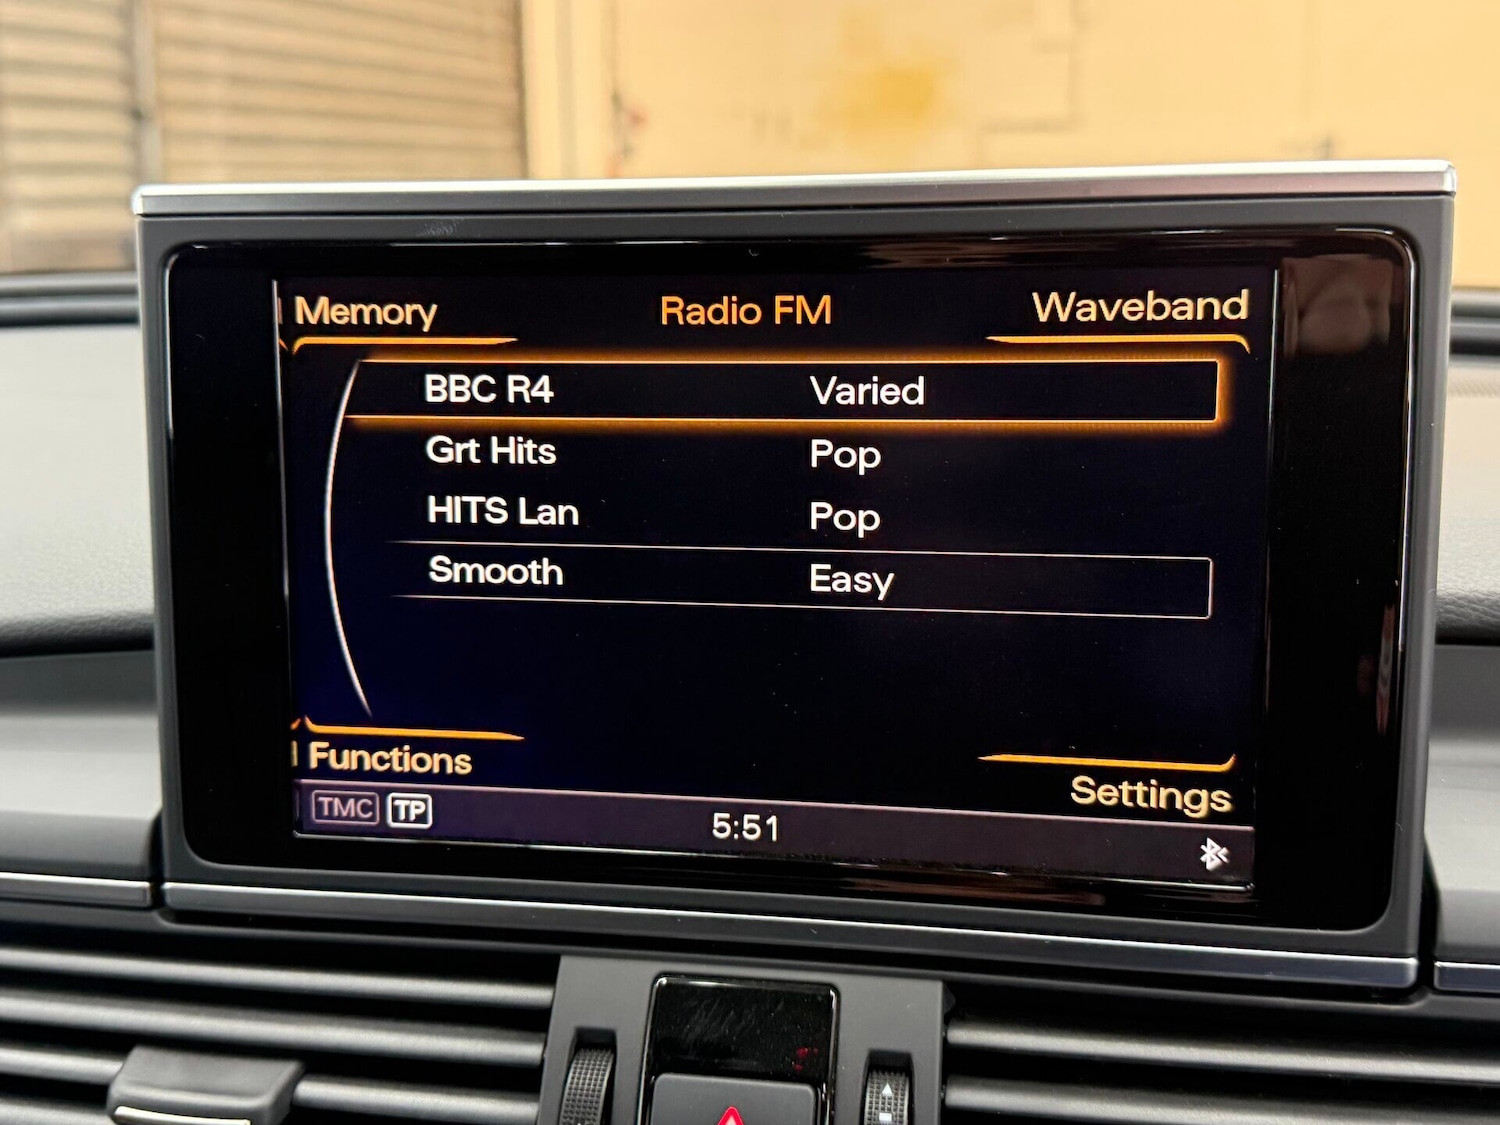 Memory Radio FM Waveband
BBC R4 Varied
Grt Hits Pop
HITS Lan Pop
Smooth Easy
Functions Settings
TMC TP 5:51